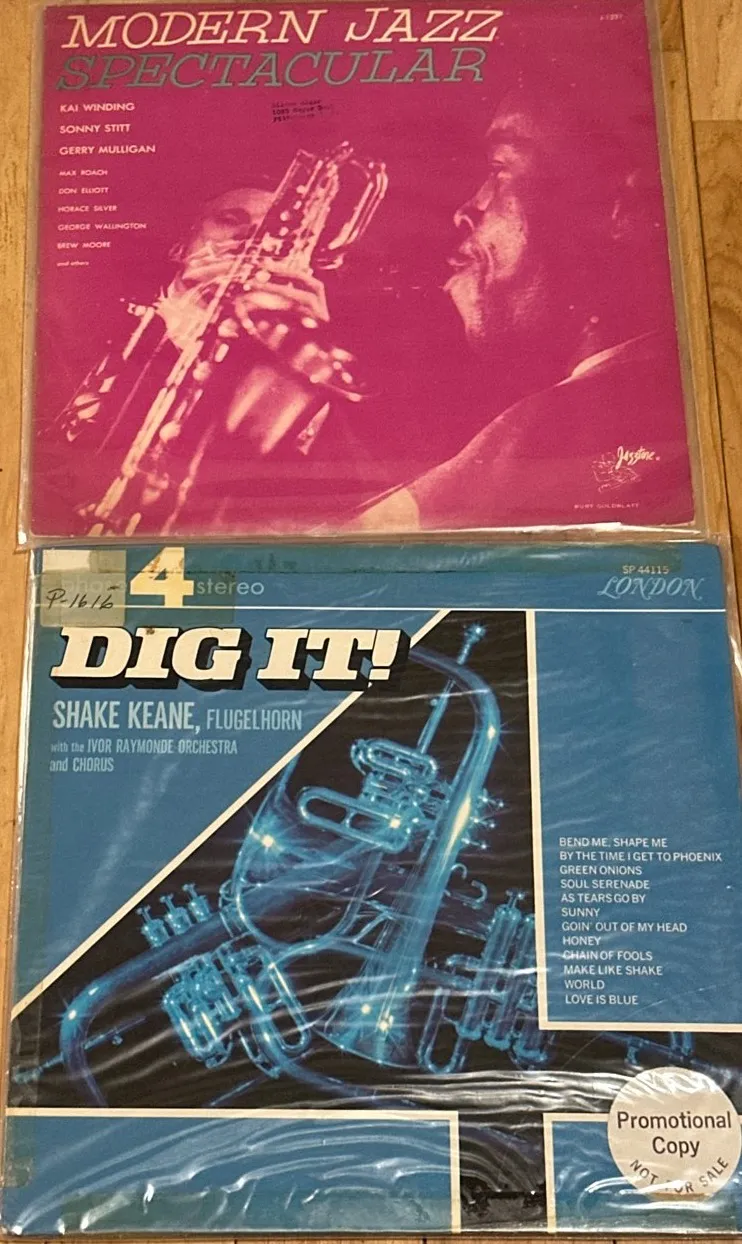 MODERN JAZZ
SPECTACULAR
KAI WINDING
SONNY STITT
GERRY MULLIGAN
MAX ROACH
DON ELLIOTT
HORACE SILVER
GEORGE WALLINGTON
BREW MOORE
and others
Jazztone
BURT GOLDBLATT
phase 4 stereo
P-1616
SP 44115
LONDON
DIG IT!
SHAKE KEANE, FLUGELHORN
with the IVOR RAYMONDE ORCHESTRA
and CHORUS
BEND ME, SHAPE ME
BY THE TIME I GET TO PHOENIX
GREEN ONIONS
SOUL SERENADE
AS TEARS GO BY
SUNNY
GOIN' OUT OF MY HEAD
HONEY
CHAIN OF FOOLS
MAKE LIKE SHAKE
WORLD
LOVE IS BLUE
Promotional
Copy
NOT FOR SALE